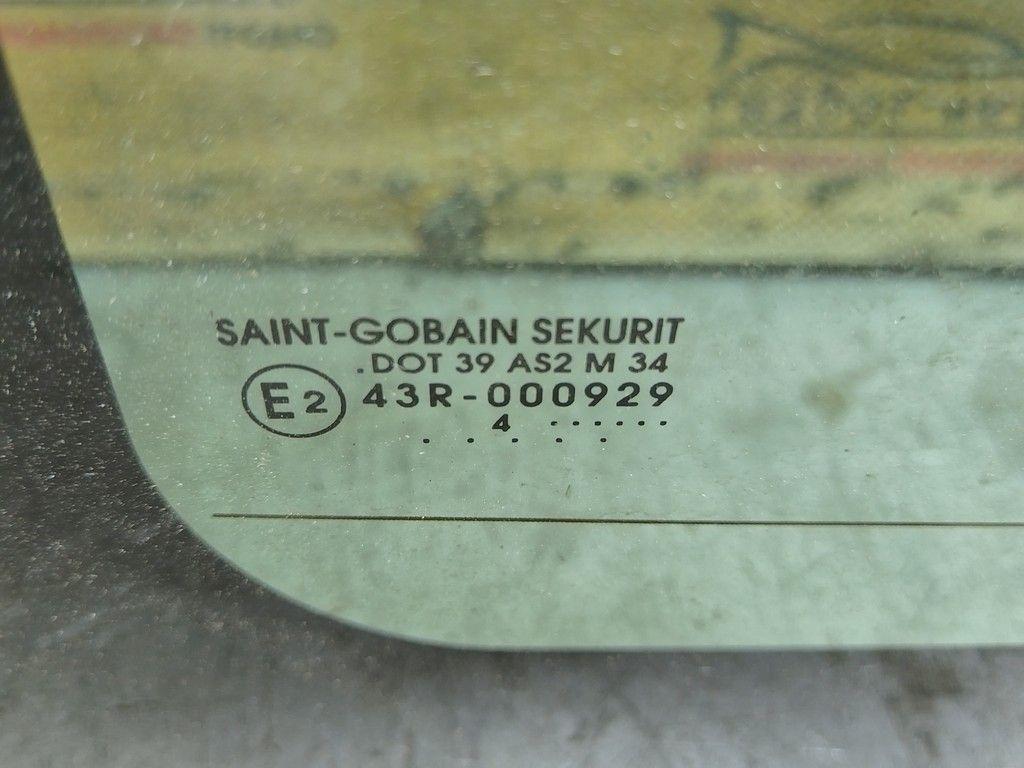 SAINT-GOBAIN SEKURIT
.DOT 39 AS2 M 34
E2 43R-000929
. . 4 . . . ......